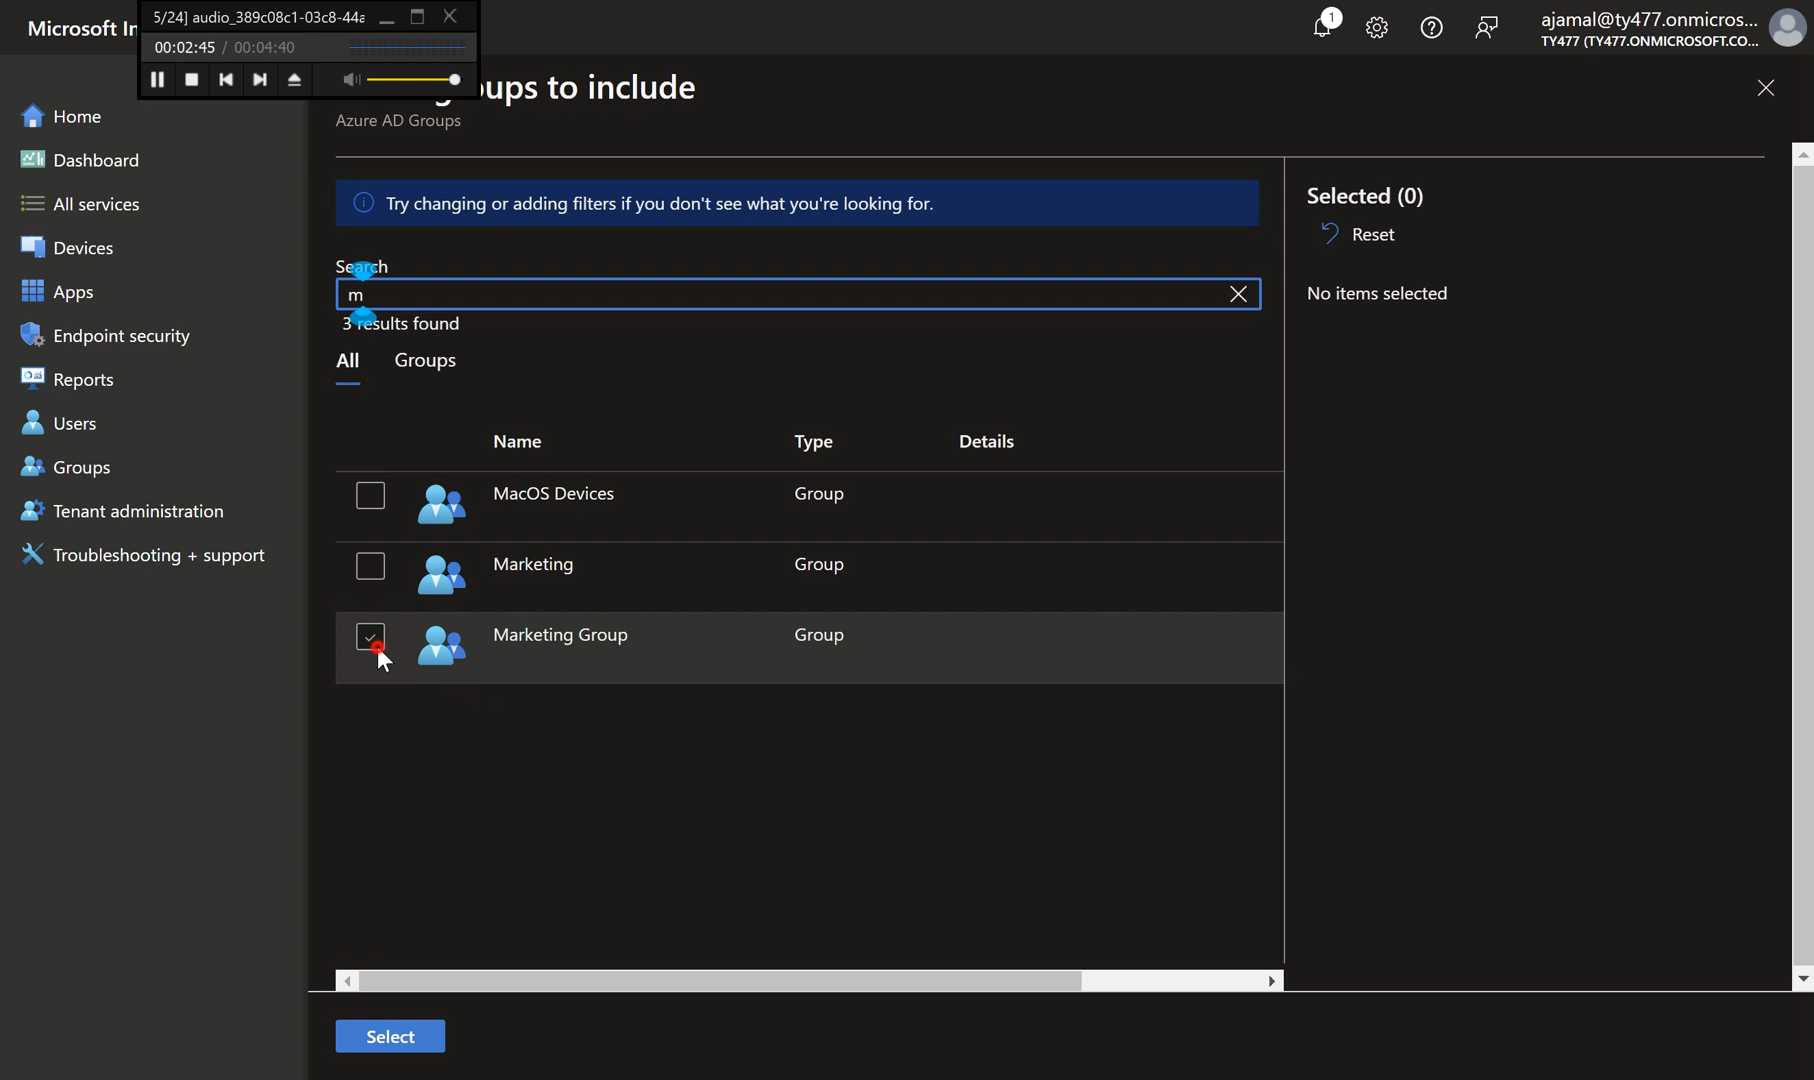 Microsoft In
5/24] audio_389c08c1-03c8-44a
00:02:45 / 00:04:40
1
ajamal@ty477.onmicros...
TY477 (TY477.ONMICROSOFT.CO...
Home
Dashboard
All services
Devices
Apps
Endpoint security
Reports
Users
Groups
Tenant administration
Troubleshooting + support
groups to include
Azure AD Groups
Try changing or adding filters if you don't see what you're looking for.
Search
m
3 results found
All Groups
Name Type Details
MacOS Devices Group
Marketing Group
Marketing Group Group
Selected (0)
Reset
No items selected
Select